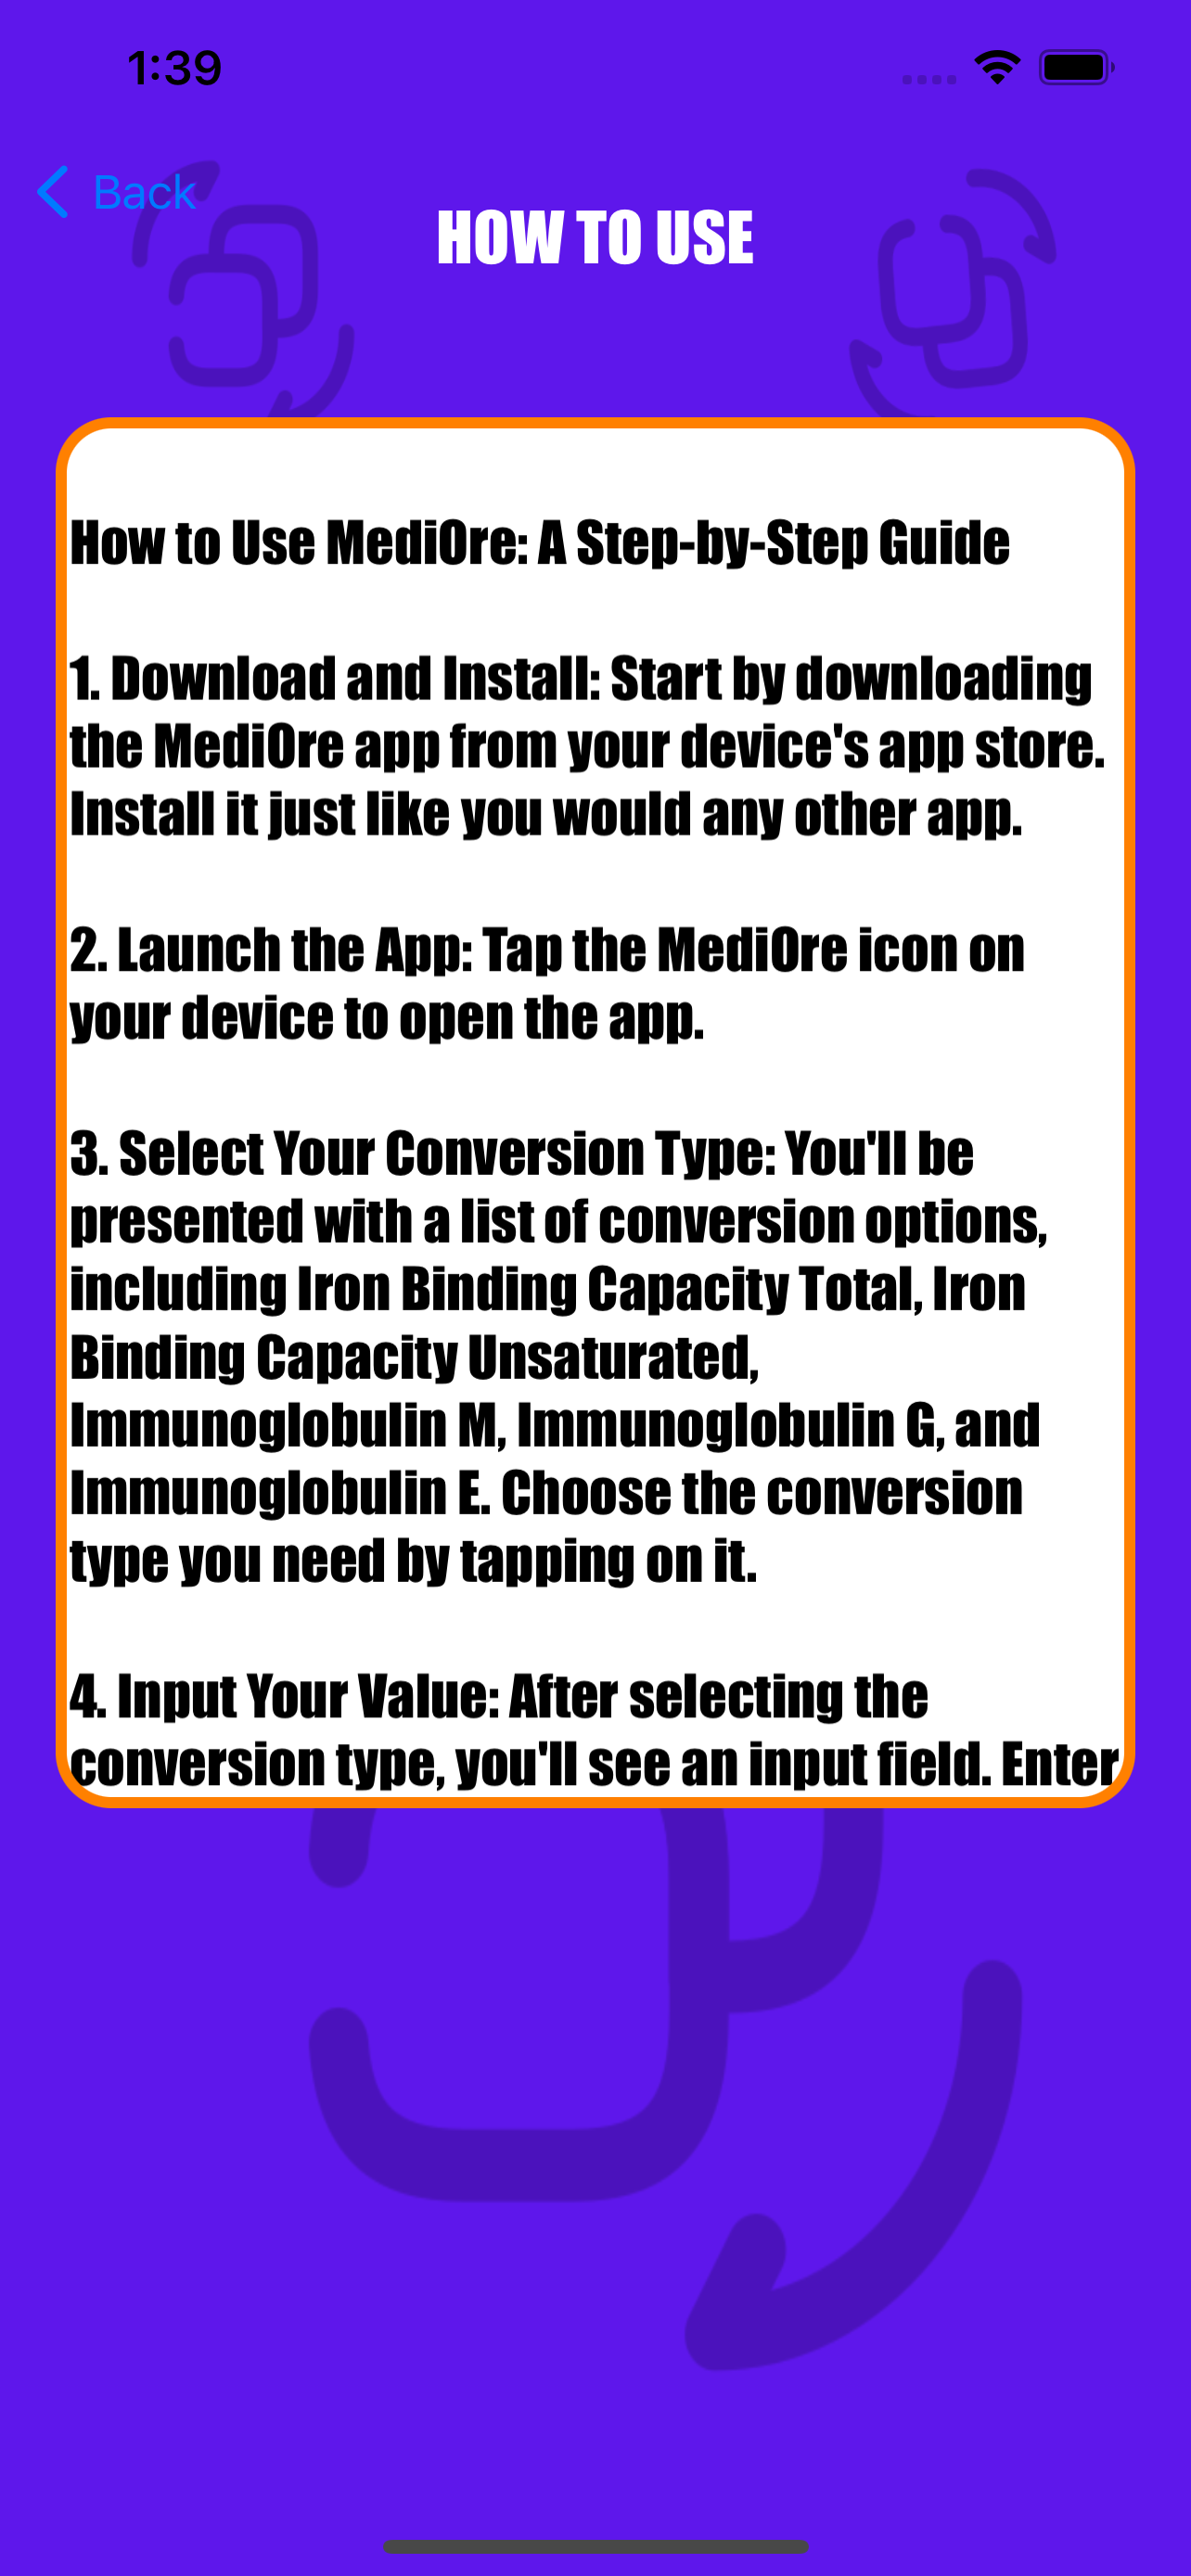 1:39
Back
HOW TO USE
How to Use MediOre: A Step-by-Step Guide
1. Download and Install: Start by downloading
the MediOre app from your device's app store.
Install it just like you would any other app.
2. Launch the App: Tap the MediOre icon on
your device to open the app.
3. Select Your Conversion Type: You'll be
presented with a list of conversion options,
including Iron Binding Capacity Total, Iron
Binding Capacity Unsaturated,
Immunoglobulin M, Immunoglobulin G, and
Immunoglobulin E. Choose the conversion
type you need by tapping on it.
4. Input Your Value: After selecting the
conversion type, you'll see an input field. Enter